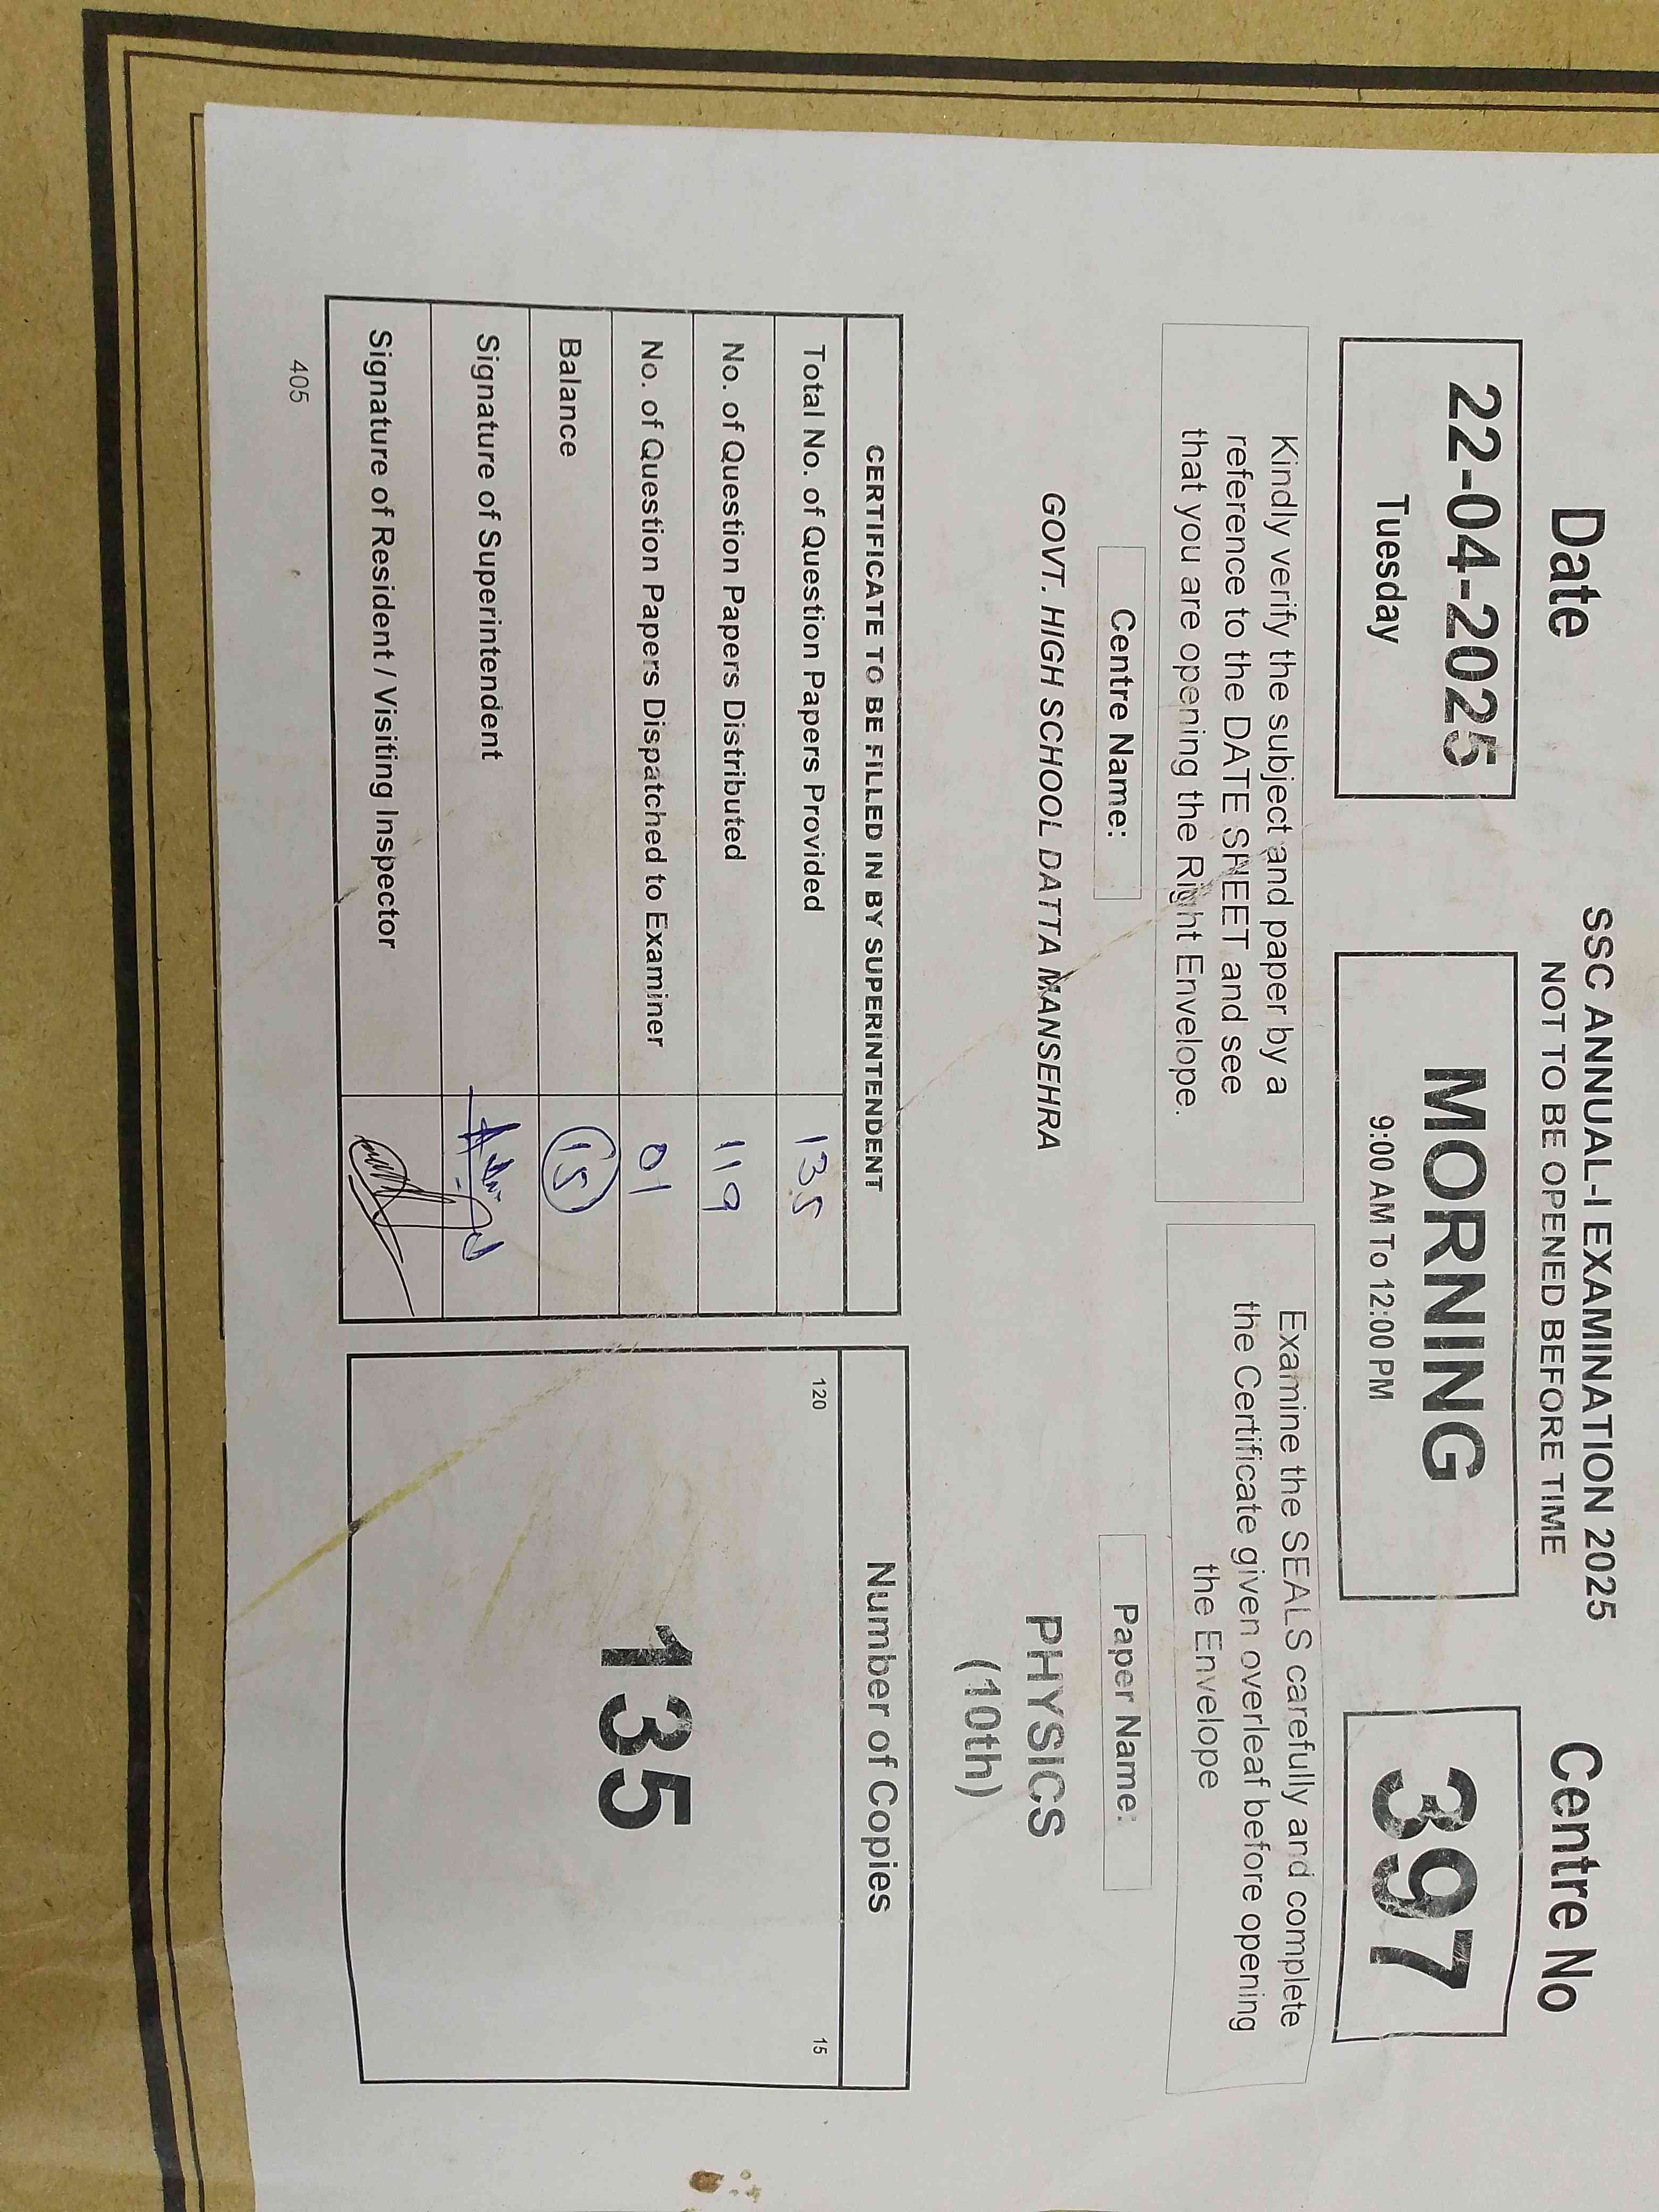 SSC ANNUAL-I EXAMINATION 2025
NOT TO BE OPENED BEFORE TIME
Date
Centre No
22-04-2025
Tuesday
MORNING
9:00 AM To 12:00 PM
397
Kindly verify the subject and paper by a
reference to the DATE SHEET and see
that you are opening the Right Envelope.
Examine the SEALS carefully and complete
the Certificate given overleaf before opening
the Envelope
Centre Name:
Paper Name:
GOVT. HIGH SCHOOL DATTA MANSEHRA
PHYSICS
(10th)
CERTIFICATE TO BE FILLED IN BY SUPERINTENDENT
Total No. of Question Papers Provided 135
No. of Question Papers Distributed 119
No. of Question Papers Dispatched to Examiner 01
Balance 15
Signature of Superintendent
Signature of Resident / Visiting Inspector
Number of Copies
120 15
135
405